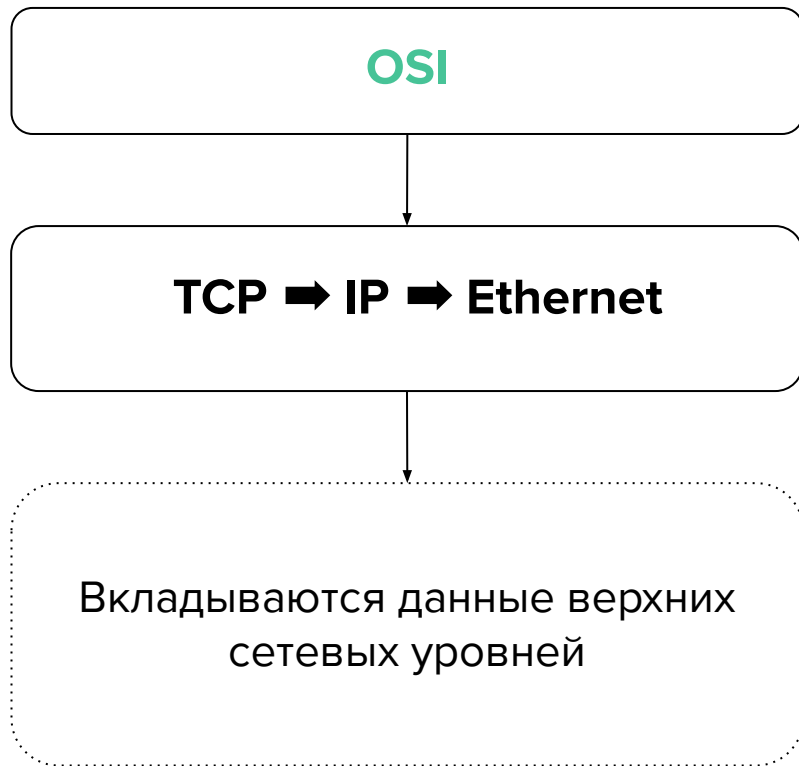 OSI
TCP ➡ IP ➡ Ethernet
Вкладываются данные верхних
сетевых уровней